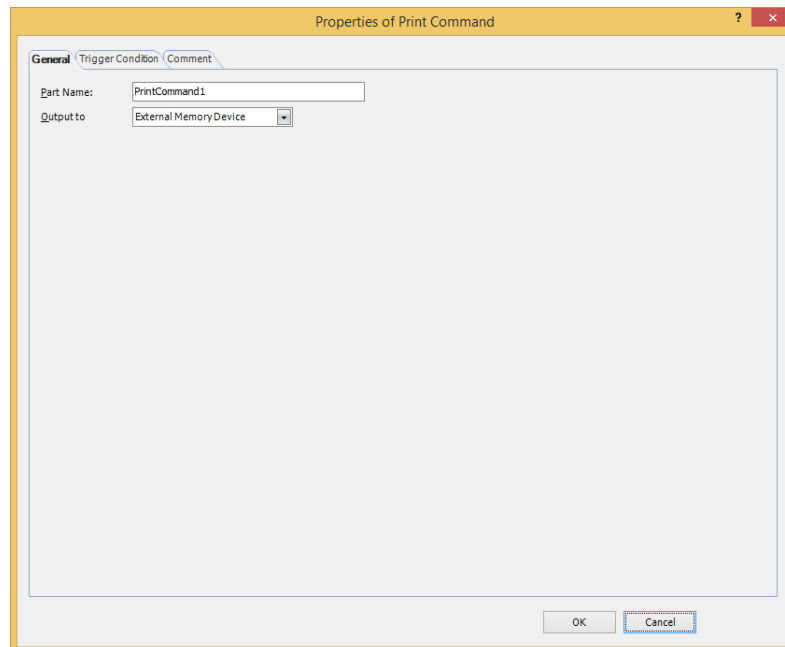 Properties of Print Command
?
General Trigger Condition Comment
Part Name: PrintCommand1
Output to External Memory Device
OK Cancel